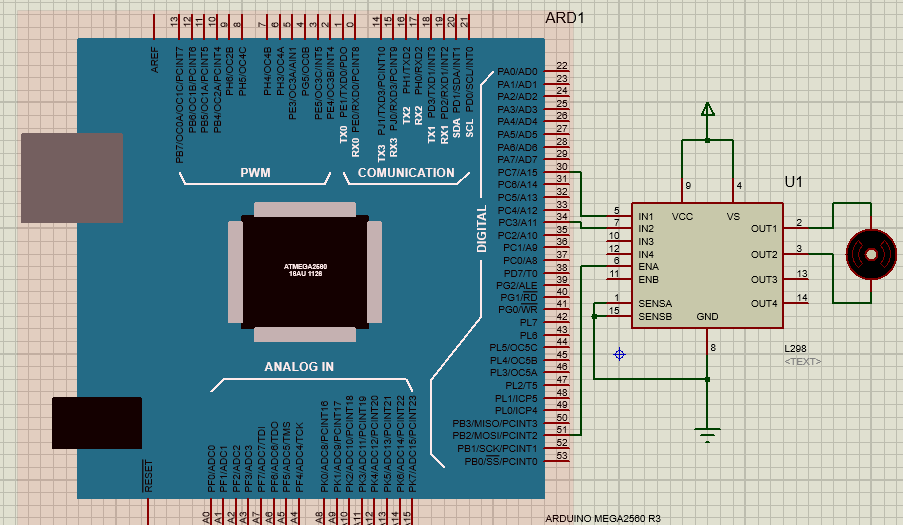 ARD1
AREF
13
12
11
10
9
8
7
6
5
4
3
2
1
0
14
15
16
17
18
19
20
21
PB7/OC0A/OC1C/PCINT7
PB6/OC1B/PCINT6
PB5/OC1A/PCINT5
PB4/OC2A/PCINT4
PH6/OC2B
PH5/OC4C
PH4/OC4B
PH3/OC4A
PE3/OC3A/AIN1
PG5/OC0B
PE5/OC3C/INT5
PE4/OC3B/INT4
PE1/TXD0/PDO
PE0/RXD0/PCINT8
PJ1/TXD3/PCINT10
PJ0/RXD3/PCINT9
PH1/TXD2
PH0/RXD2
PD3/TXD1/INT3
PD2/RXD1/INT2
PD1/SDA/INT1
PD0/SCL/INT0
TX0
RX0
TX3
RX3
TX2
RX2
TX1
RX1
SDA
SCL
PWM
COMUNICATION
DIGITAL
ATMEGA2560
16AU 1126
ANALOG IN
PA0/AD0 22
PA1/AD1 23
PA2/AD2 24
PA3/AD3 25
PA4/AD4 26
PA5/AD5 27
PA6/AD6 28
PA7/AD7 29
PC7/A15 30
PC6/A14 31
PC5/A13 32
PC4/A12 33
PC3/A11 34
PC2/A10 35
PC1/A9 36
PC0/A8 37
PD7/T0 38
PG2/ALE 39
PG1/RD 40
PG0/WR 41
PL7 42
PL6 43
PL5/OC5C 44
PL4/OC5B 45
PL3/OC5A 46
PL2/T5 47
PL1/ICP5 48
PL0/ICP4 49
PB3/MISO/PCINT3 50
PB2/MOSI/PCINT2 51
PB1/SCK/PCINT1 52
PB0/SS/PCINT0 53
RESET
PF0/ADC0
PF1/ADC1
PF2/ADC2
PF3/ADC3
PF7/ADC7/TDI
PF6/ADC6/TDO
PF5/ADC5/TMS
PF4/ADC4/TCK
PK0/ADC8/PCINT16
PK1/ADC9/PCINT17
PK2/ADC10/PCINT18
PK3/ADC11/PCINT19
PK4/ADC12/PCINT20
PK5/ADC13/PCINT21
PK6/ADC14/PCINT22
PK7/ADC15/PCINT23
A0
A1
A2
A3
A7
A6
A5
A4
A8
A9
ARDUINO MEGA2560 R3
U1
9
4
VCC
VS
5 IN1
7 IN2
10 IN3
12 IN4
6 ENA
11 ENB
1 SENSA
15 SENSB
OUT1 2
OUT2 3
OUT3 13
OUT4 14
GND
8
L298
<TEXT>